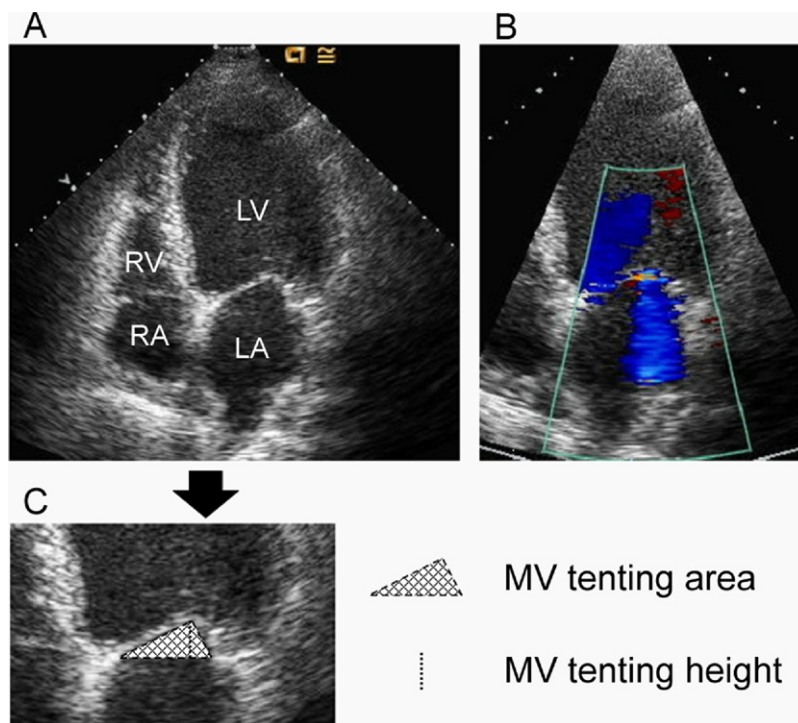 A
B
LV
RV
RA
LA
C
MV tenting area
MV tenting height